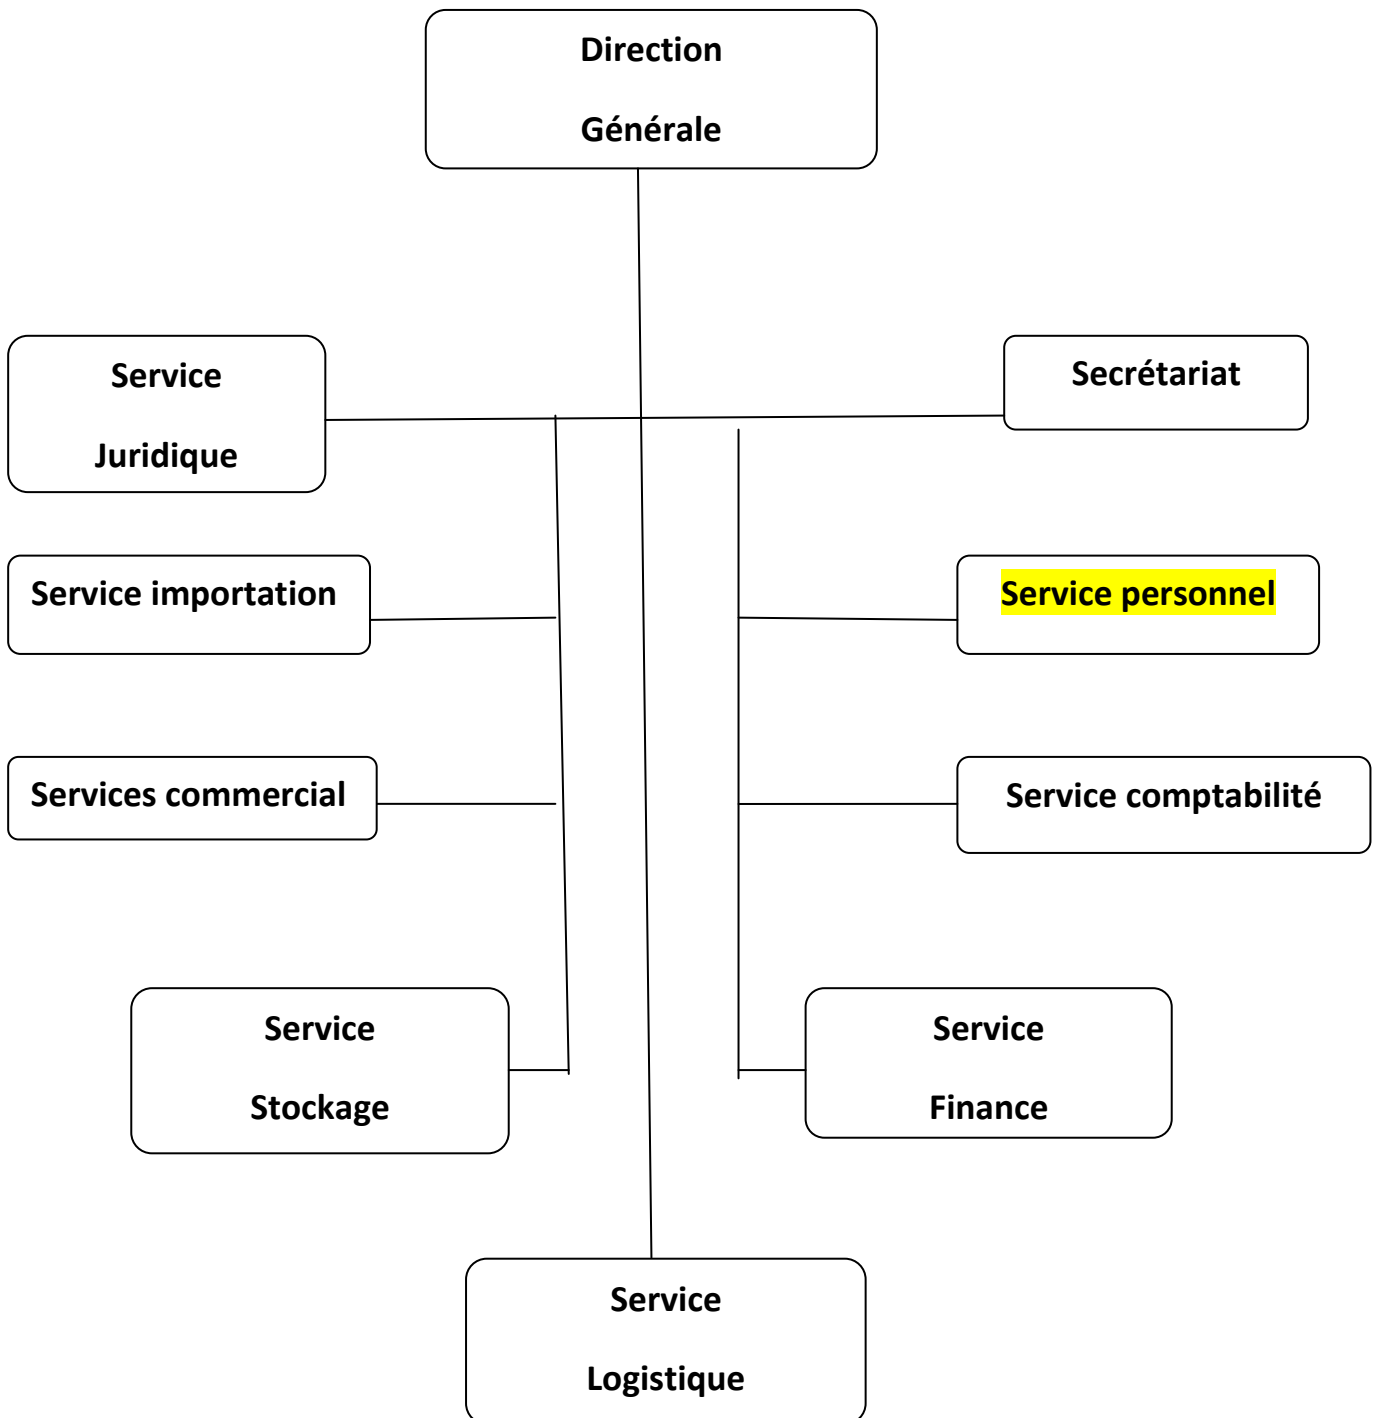 Direction
Générale
Service
Juridique
Secrétariat
Service importation
Service personnel
Services commercial
Service comptabilité
Service
Stockage
Service
Finance
Service
Logistique